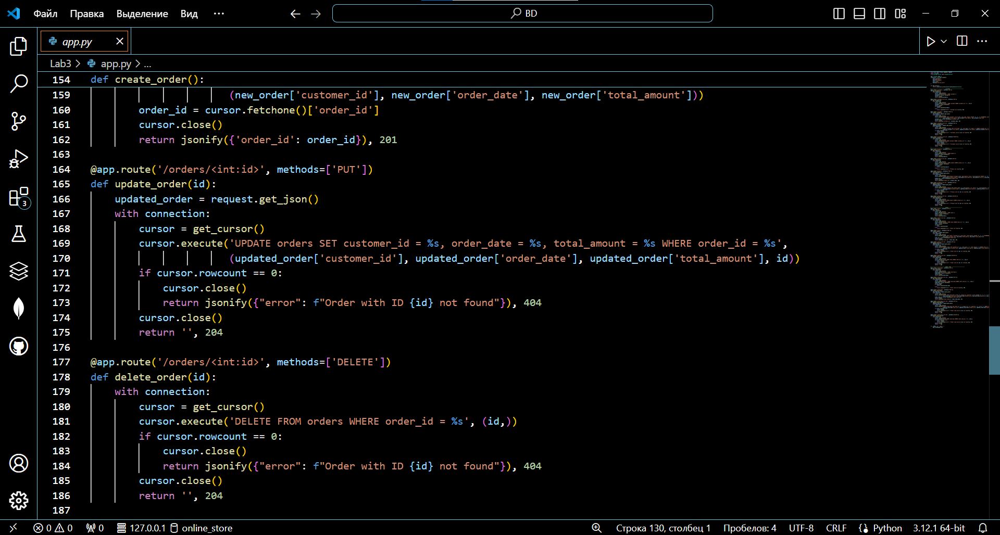 Файл Правка Выделение Вид ···
BD
app.py
Lab3 > app.py > ...
154 def create_order():
159 (new_order['customer_id'], new_order['order_date'], new_order['total_amount']))
160 order_id = cursor.fetchone()['order_id']
161 cursor.close()
162 return jsonify({'order_id': order_id}), 201
163
164 @app.route('/orders/<int:id>', methods=['PUT'])
165 def update_order(id):
166 updated_order = request.get_json()
167 with connection:
168 cursor = get_cursor()
169 cursor.execute('UPDATE orders SET customer_id = %s, order_date = %s, total_amount = %s WHERE order_id = %s',
170 (updated_order['customer_id'], updated_order['order_date'], updated_order['total_amount'], id))
171 if cursor.rowcount == 0:
172 cursor.close()
173 return jsonify({"error": f"Order with ID {id} not found"}), 404
174 cursor.close()
175 return '', 204
176
177 @app.route('/orders/<int:id>', methods=['DELETE'])
178 def delete_order(id):
179 with connection:
180 cursor = get_cursor()
181 cursor.execute('DELETE FROM orders WHERE order_id = %s', (id,))
182 if cursor.rowcount == 0:
183 cursor.close()
184 return jsonify({"error": f"Order with ID {id} not found"}), 404
185 cursor.close()
186 return '', 204
187
3
0 0 0 127.0.0.1 online_store Строка 130, столбец 1 Пробелов: 4 UTF-8 CRLF Python 3.12.1 64-bit